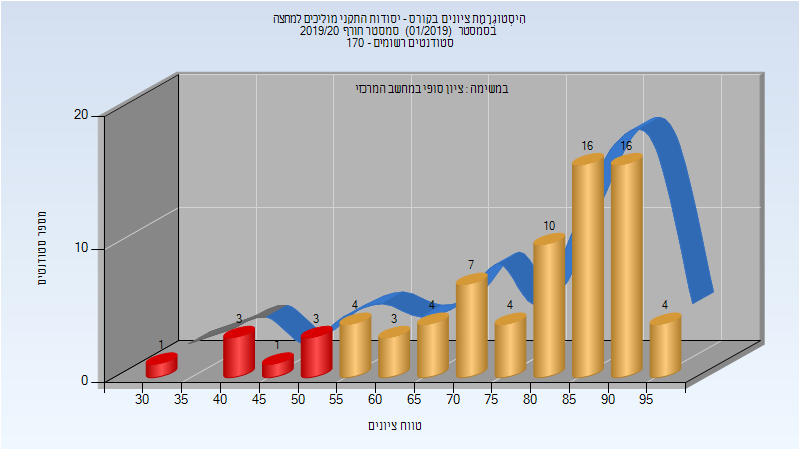 היסטוגרמת ציונים בקורס - יסודות התקני מוליכים למחצה
בסמסטר (01/2019) סמסטר חורף 2019/20
סטודנטים רשומים - 170
במשימה : ציון סופי במחשב המרכזי
מספר סטודנטים
20
10
0
1
3
1
3
4
3
4
7
4
10
16
16
4
30 35 40 45 50 55 60 65 70 75 80 85 90 95
טווח ציונים